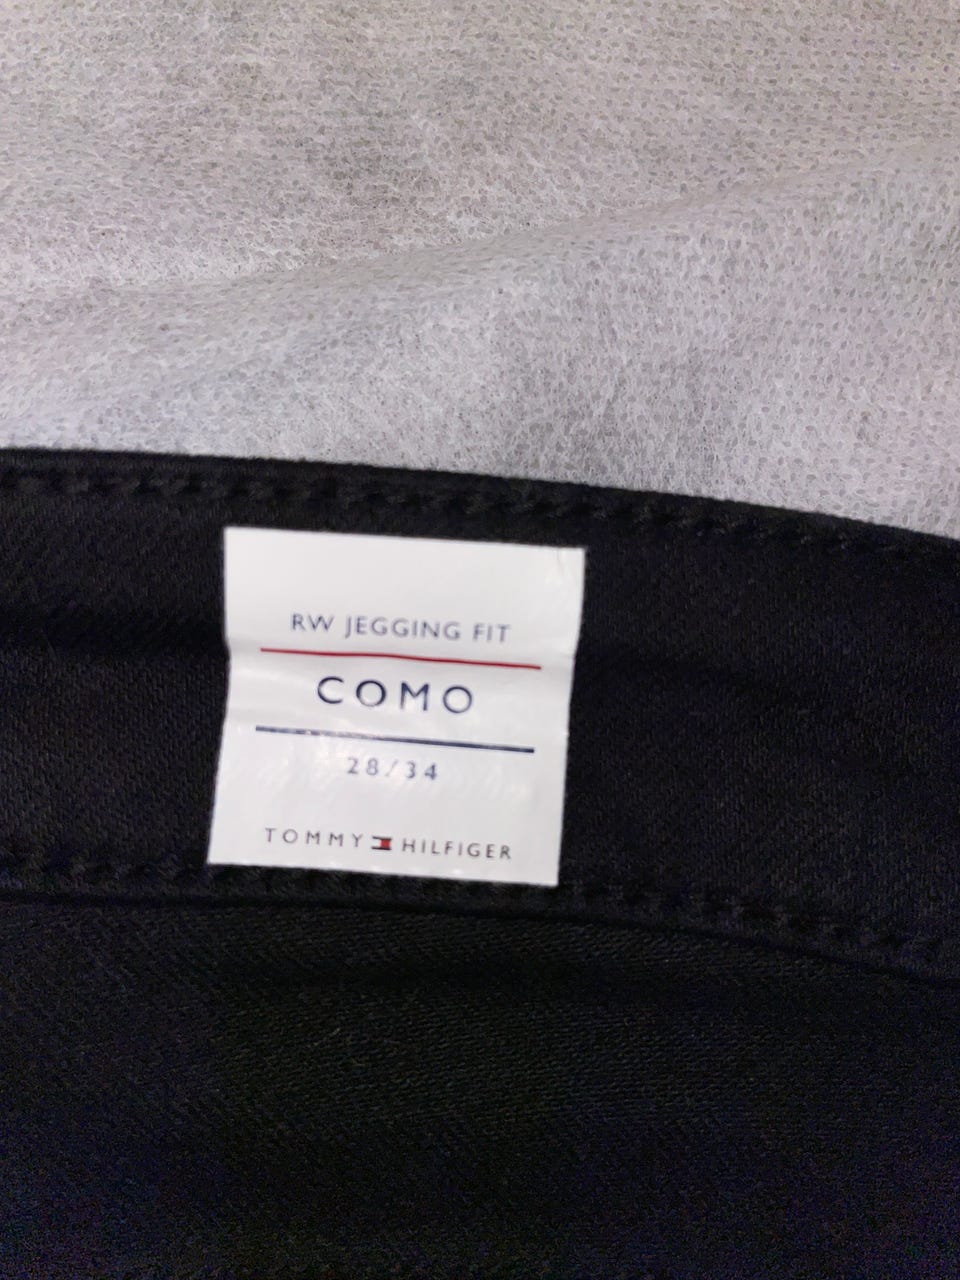 RW JEGGING FIT
COMO
28/34
TOMMY HILFIGER